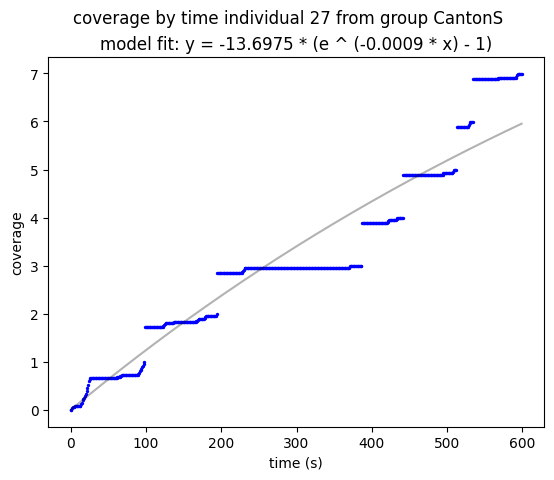 coverage by time individual 27 from group CantonS
model fit: y = -13.6975 * (e ^ (-0.0009 * x) - 1)
7
6
5
4
3
2
1
0
coverage
0 100 200 300 400 500 600
time (s)